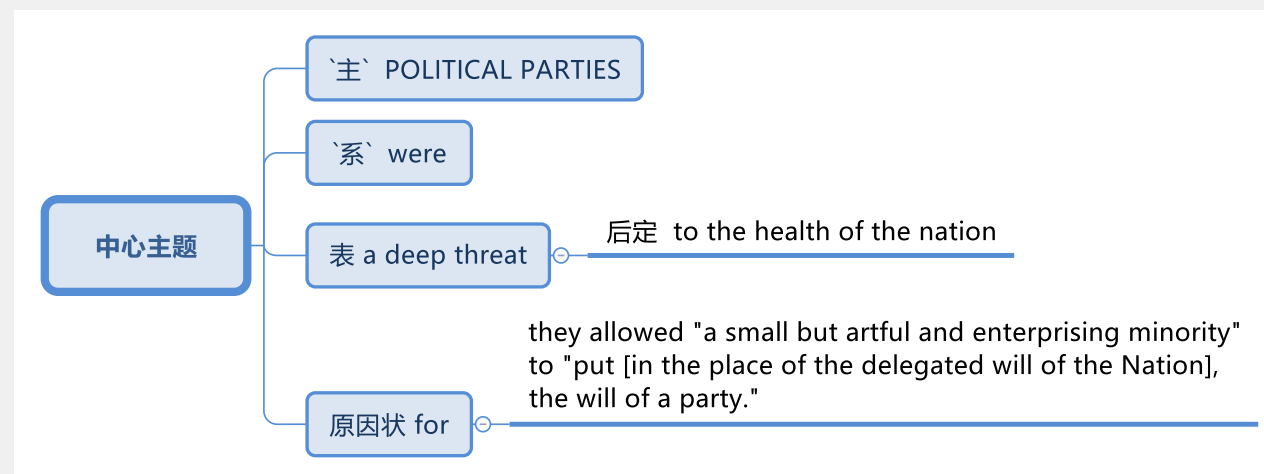 `主` POLITICAL PARTIES
`系` were
中心主题
表 a deep threat
后定 to the health of the nation
原因状 for
they allowed "a small but artful and enterprising minority"
to "put [in the place of the delegated will of the Nation],
the will of a party."